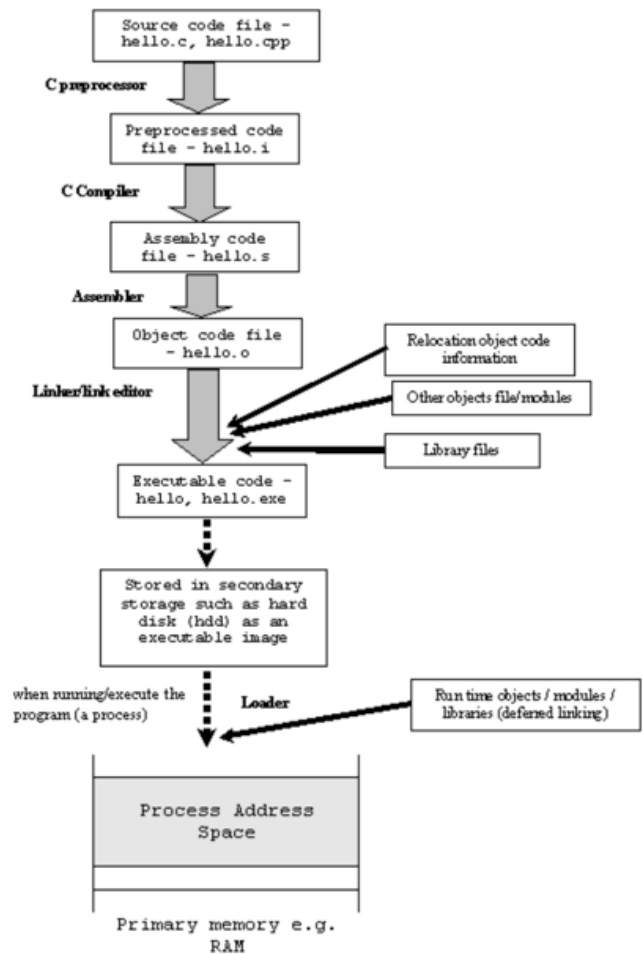 Source code file -
hello.c, hello.cpp
C preprocessor
Preprocessed code
file - hello.i
C Compiler
Assembly code
file - hello.s
Assembler
Object code file
- hello.o
Relocation object code
information
Linker/link editor
Other objects file/modules
Library files
Executable code -
hello, hello.exe
Stored in secondary
storage such as hard
disk (hdd) as an
executable image
when running/execute the
program (a process)
Loader
Run time objects / modules /
libraries (deferred linking)
Process Address
Space
Primary memory e.g.
RAM